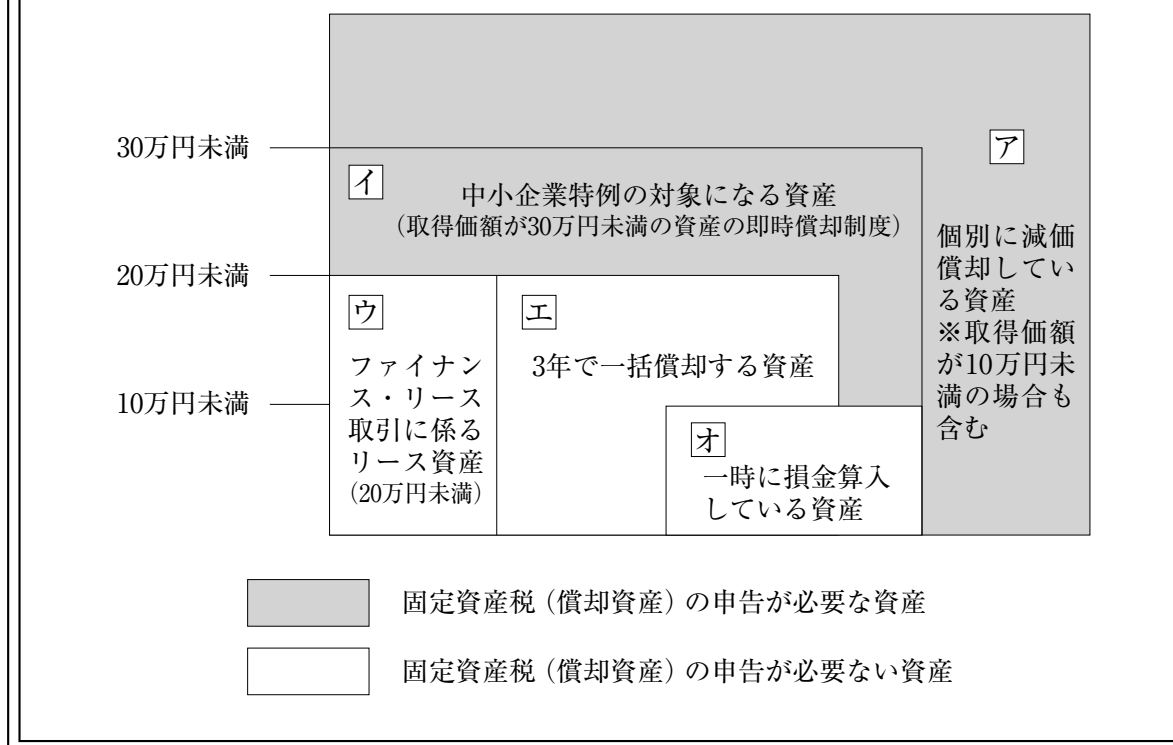 30万円未満
ア
イ
中小企業特例の対象になる資産
(取得価額が30万円未満の資産の即時償却制度)
個別に減価
償却してい
る資産
※取得価額
が10万円未
満の場合も
含む
20万円未満
ウ
ファイナン
ス・リース
取引に係る
リース資産
(20万円未満)
エ
3年で一括償却する資産
10万円未満
オ
一時に損金算入
している資産
固定資産税(償却資産)の申告が必要な資産
固定資産税(償却資産)の申告が必要ない資産